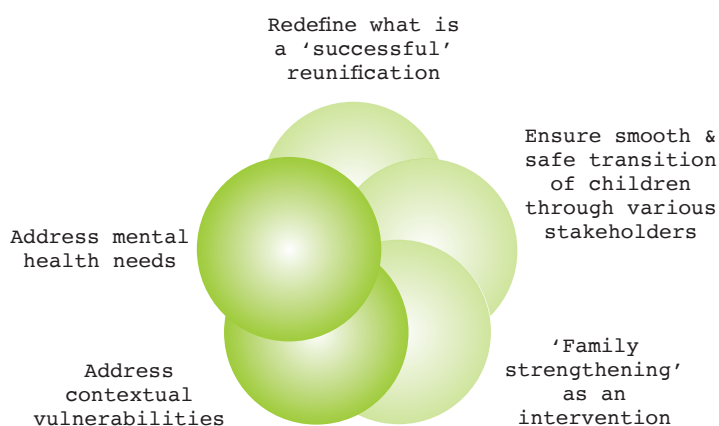 Redefine what is
a ‘successful’
reunification
Ensure smooth &
safe transition
of children
through various
stakeholders
‘Family
strengthening’
as an
intervention
Address
contextual
vulnerabilities
Address mental
health needs